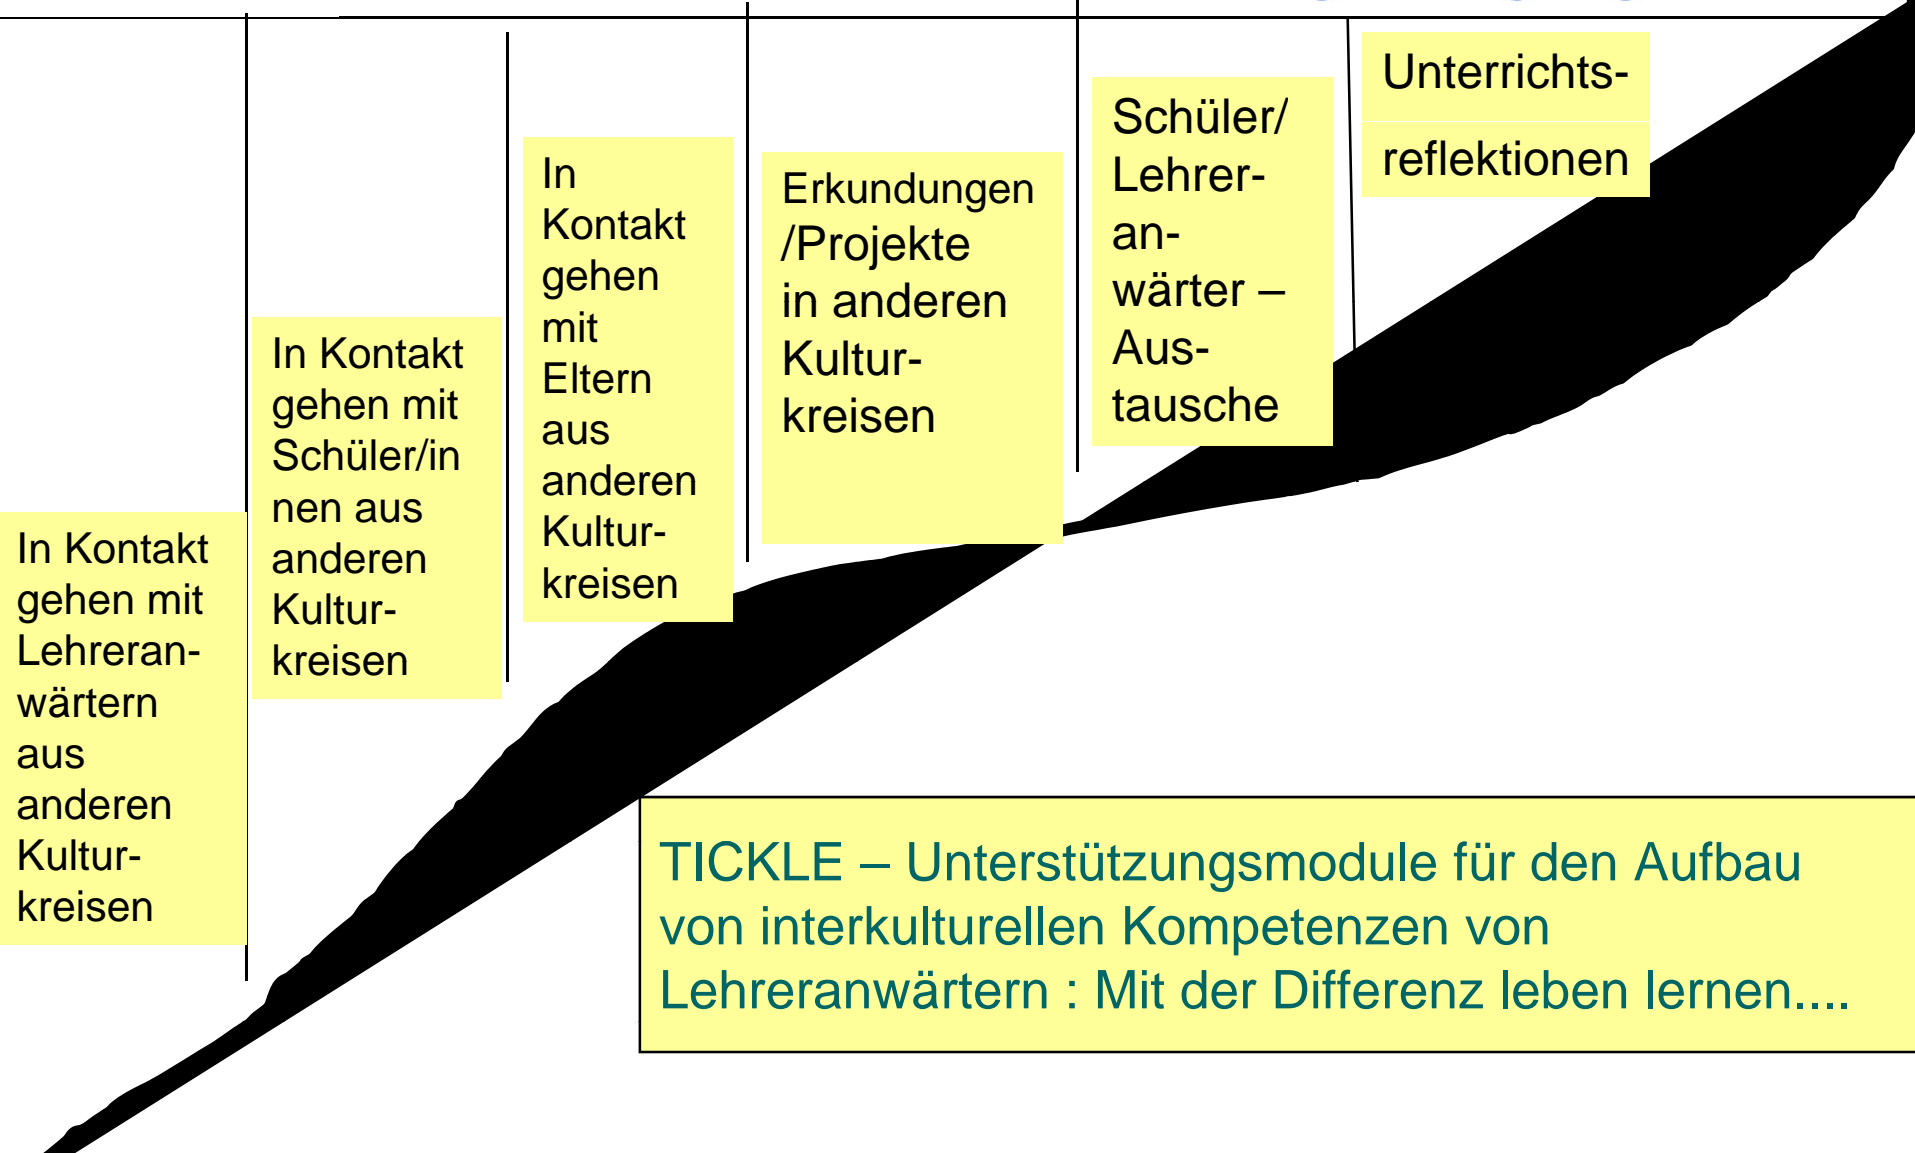 In Kontakt
gehen mit
Lehreran-
wärtern
aus
anderen
Kultur-
kreisen
In Kontakt
gehen mit
Schüler/in
nen aus
anderen
Kultur-
kreisen
In
Kontakt
gehen
mit
Eltern
aus
anderen
Kultur-
kreisen
Erkundungen
/Projekte
in anderen
Kultur-
kreisen
Schüler/
Lehrer-
an-
wärter –
Aus-
tausche
Unterrichts-
reflektionen
TICKLE – Unterstützungsmodule für den Aufbau
von interkulturellen Kompetenzen von
Lehreranwärtern : Mit der Differenz leben lernen....